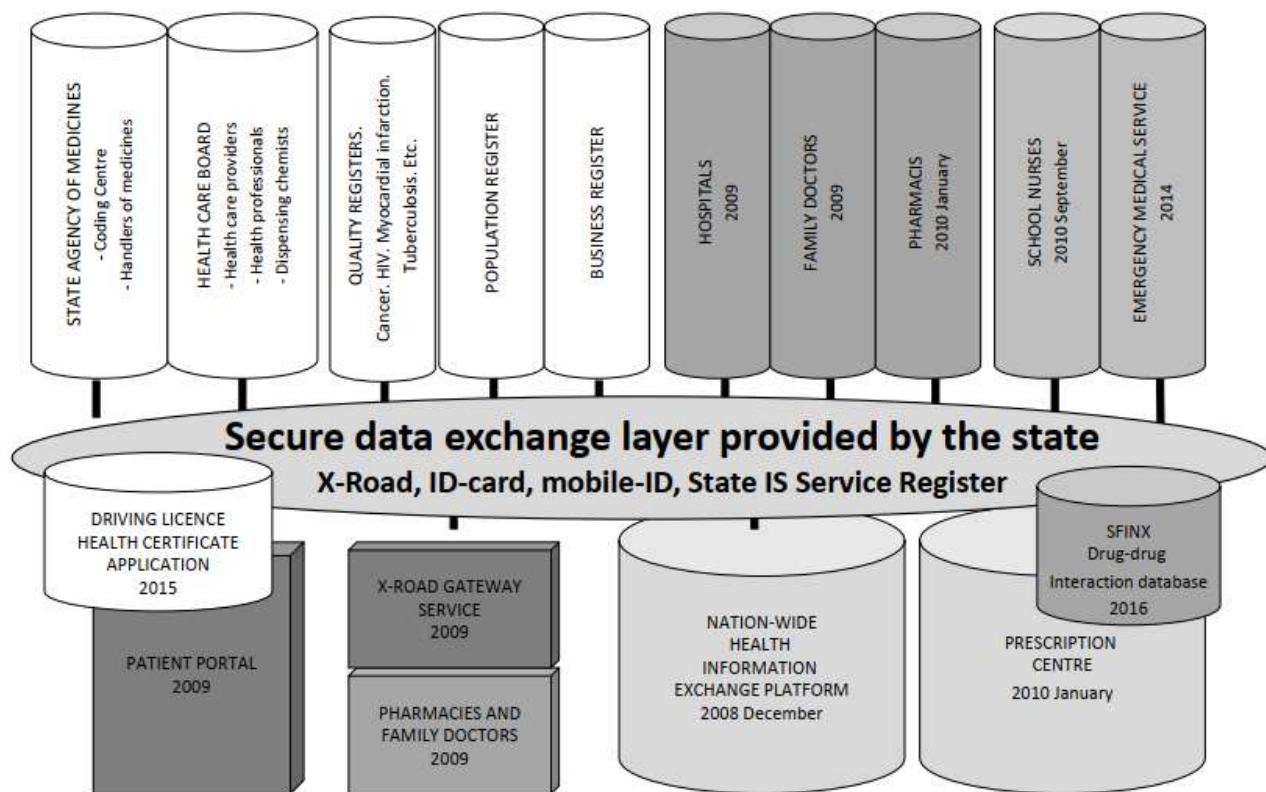 STATE AGENCY OF MEDICINES
- Coding Centre
- Handlers of medicines
HEALTH CARE BOARD
- Health care providers
- Health professionals
- Dispensing chemists
QUALITY REGISTERS.
Cancer. HIV. Myocardial infarction.
Tuberculosis. Etc.
POPULATION REGISTER
BUSINESS REGISTER
HOSPITALS
2009
FAMILY DOCTORS
2009
PHARMACIS
2010 January
SCHOOL NURSES
2010 September
EMERGENCY MEDICAL SERVICE
2014
Secure data exchange layer provided by the state
X-Road, ID-card, mobile-ID, State IS Service Register
DRIVING LICENCE
HEALTH CERTIFICATE
APPLICATION
2015
PATIENT PORTAL
2009
X-ROAD GATEWAY
SERVICE
2009
PHARMACIES AND
FAMILY DOCTORS
2009
NATION-WIDE
HEALTH
INFORMATION
EXCHANGE PLATFORM
2008 December
SFINX
Drug-drug
Interaction database
2016
PRESCRIPTION
CENTRE
2010 January